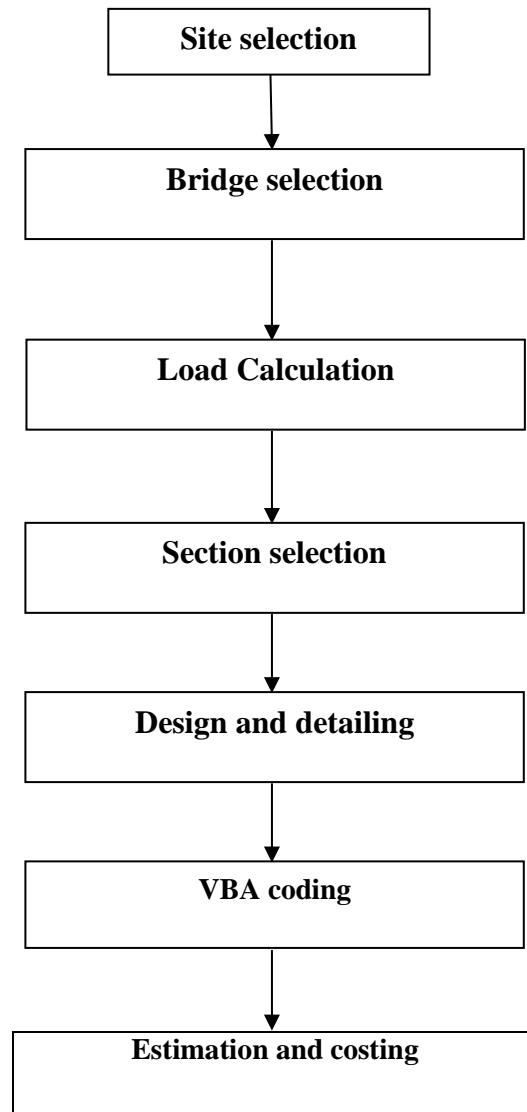 Site selection
Bridge selection
Load Calculation
Section selection
Design and detailing
VBA coding
Estimation and costing